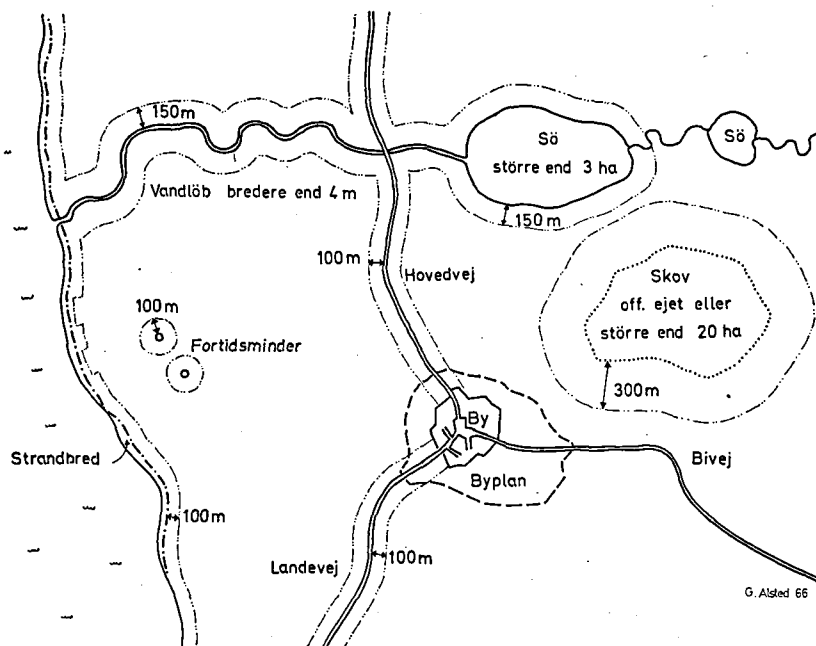 150m
Sö
större end 3 ha
Sö
Vandlöb bredere end 4 m
150 m
100m
Hovedvej
Skov
off. ejet eller
större end 20 ha
100m
Fortidsminder
300m
By
Strandbred
Byplan
Bivej
100m
Landevej
100m
G. Alsted 66